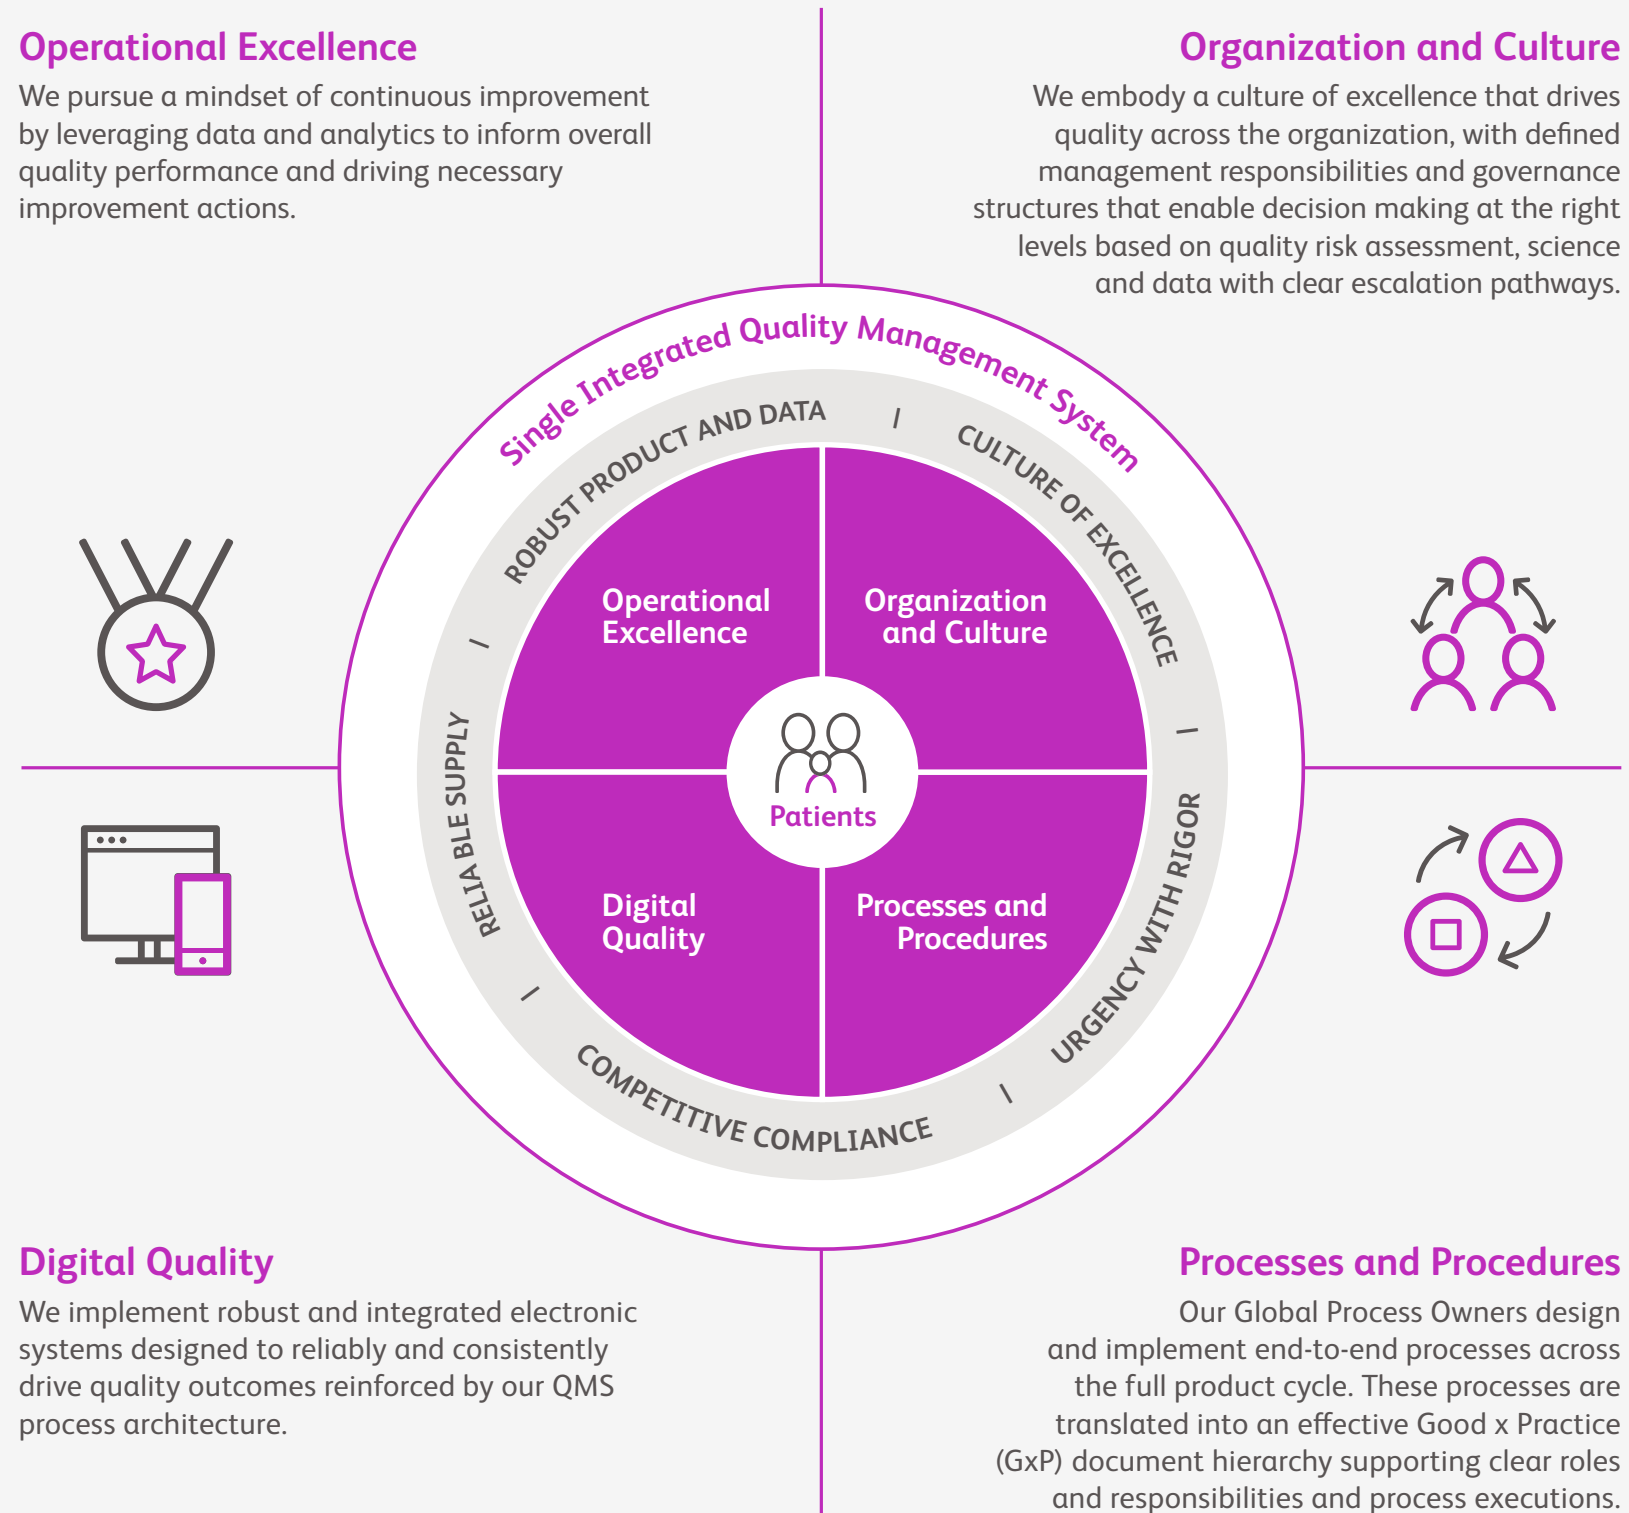 Operational Excellence
We pursue a mindset of continuous improvement
by leveraging data and analytics to inform overall
quality performance and driving necessary
improvement actions.
Organization and Culture
We embody a culture of excellence that drives
quality across the organization, with defined
management responsibilities and governance
structures that enable decision making at the right
levels based on quality risk assessment, science
and data with clear escalation pathways.
Single Integrated Quality Management System
ROBUST PRODUCT AND DATA
CULTURE OF EXCELLENCE
URGENCY WITH RIGOR
COMPETITIVE COMPLIANCE
RELIA BLE SUPPLY
Operational
Excellence
Organization
and Culture
Patients
Digital
Quality
Processes and
Procedures
Digital Quality
We implement robust and integrated electronic
systems designed to reliably and consistently
drive quality outcomes reinforced by our QMS
process architecture.
Processes and Procedures
Our Global Process Owners design
and implement end-to-end processes across
the full product cycle. These processes are
translated into an effective Good x Practice
(GxP) document hierarchy supporting clear roles
and responsibilities and process executions.